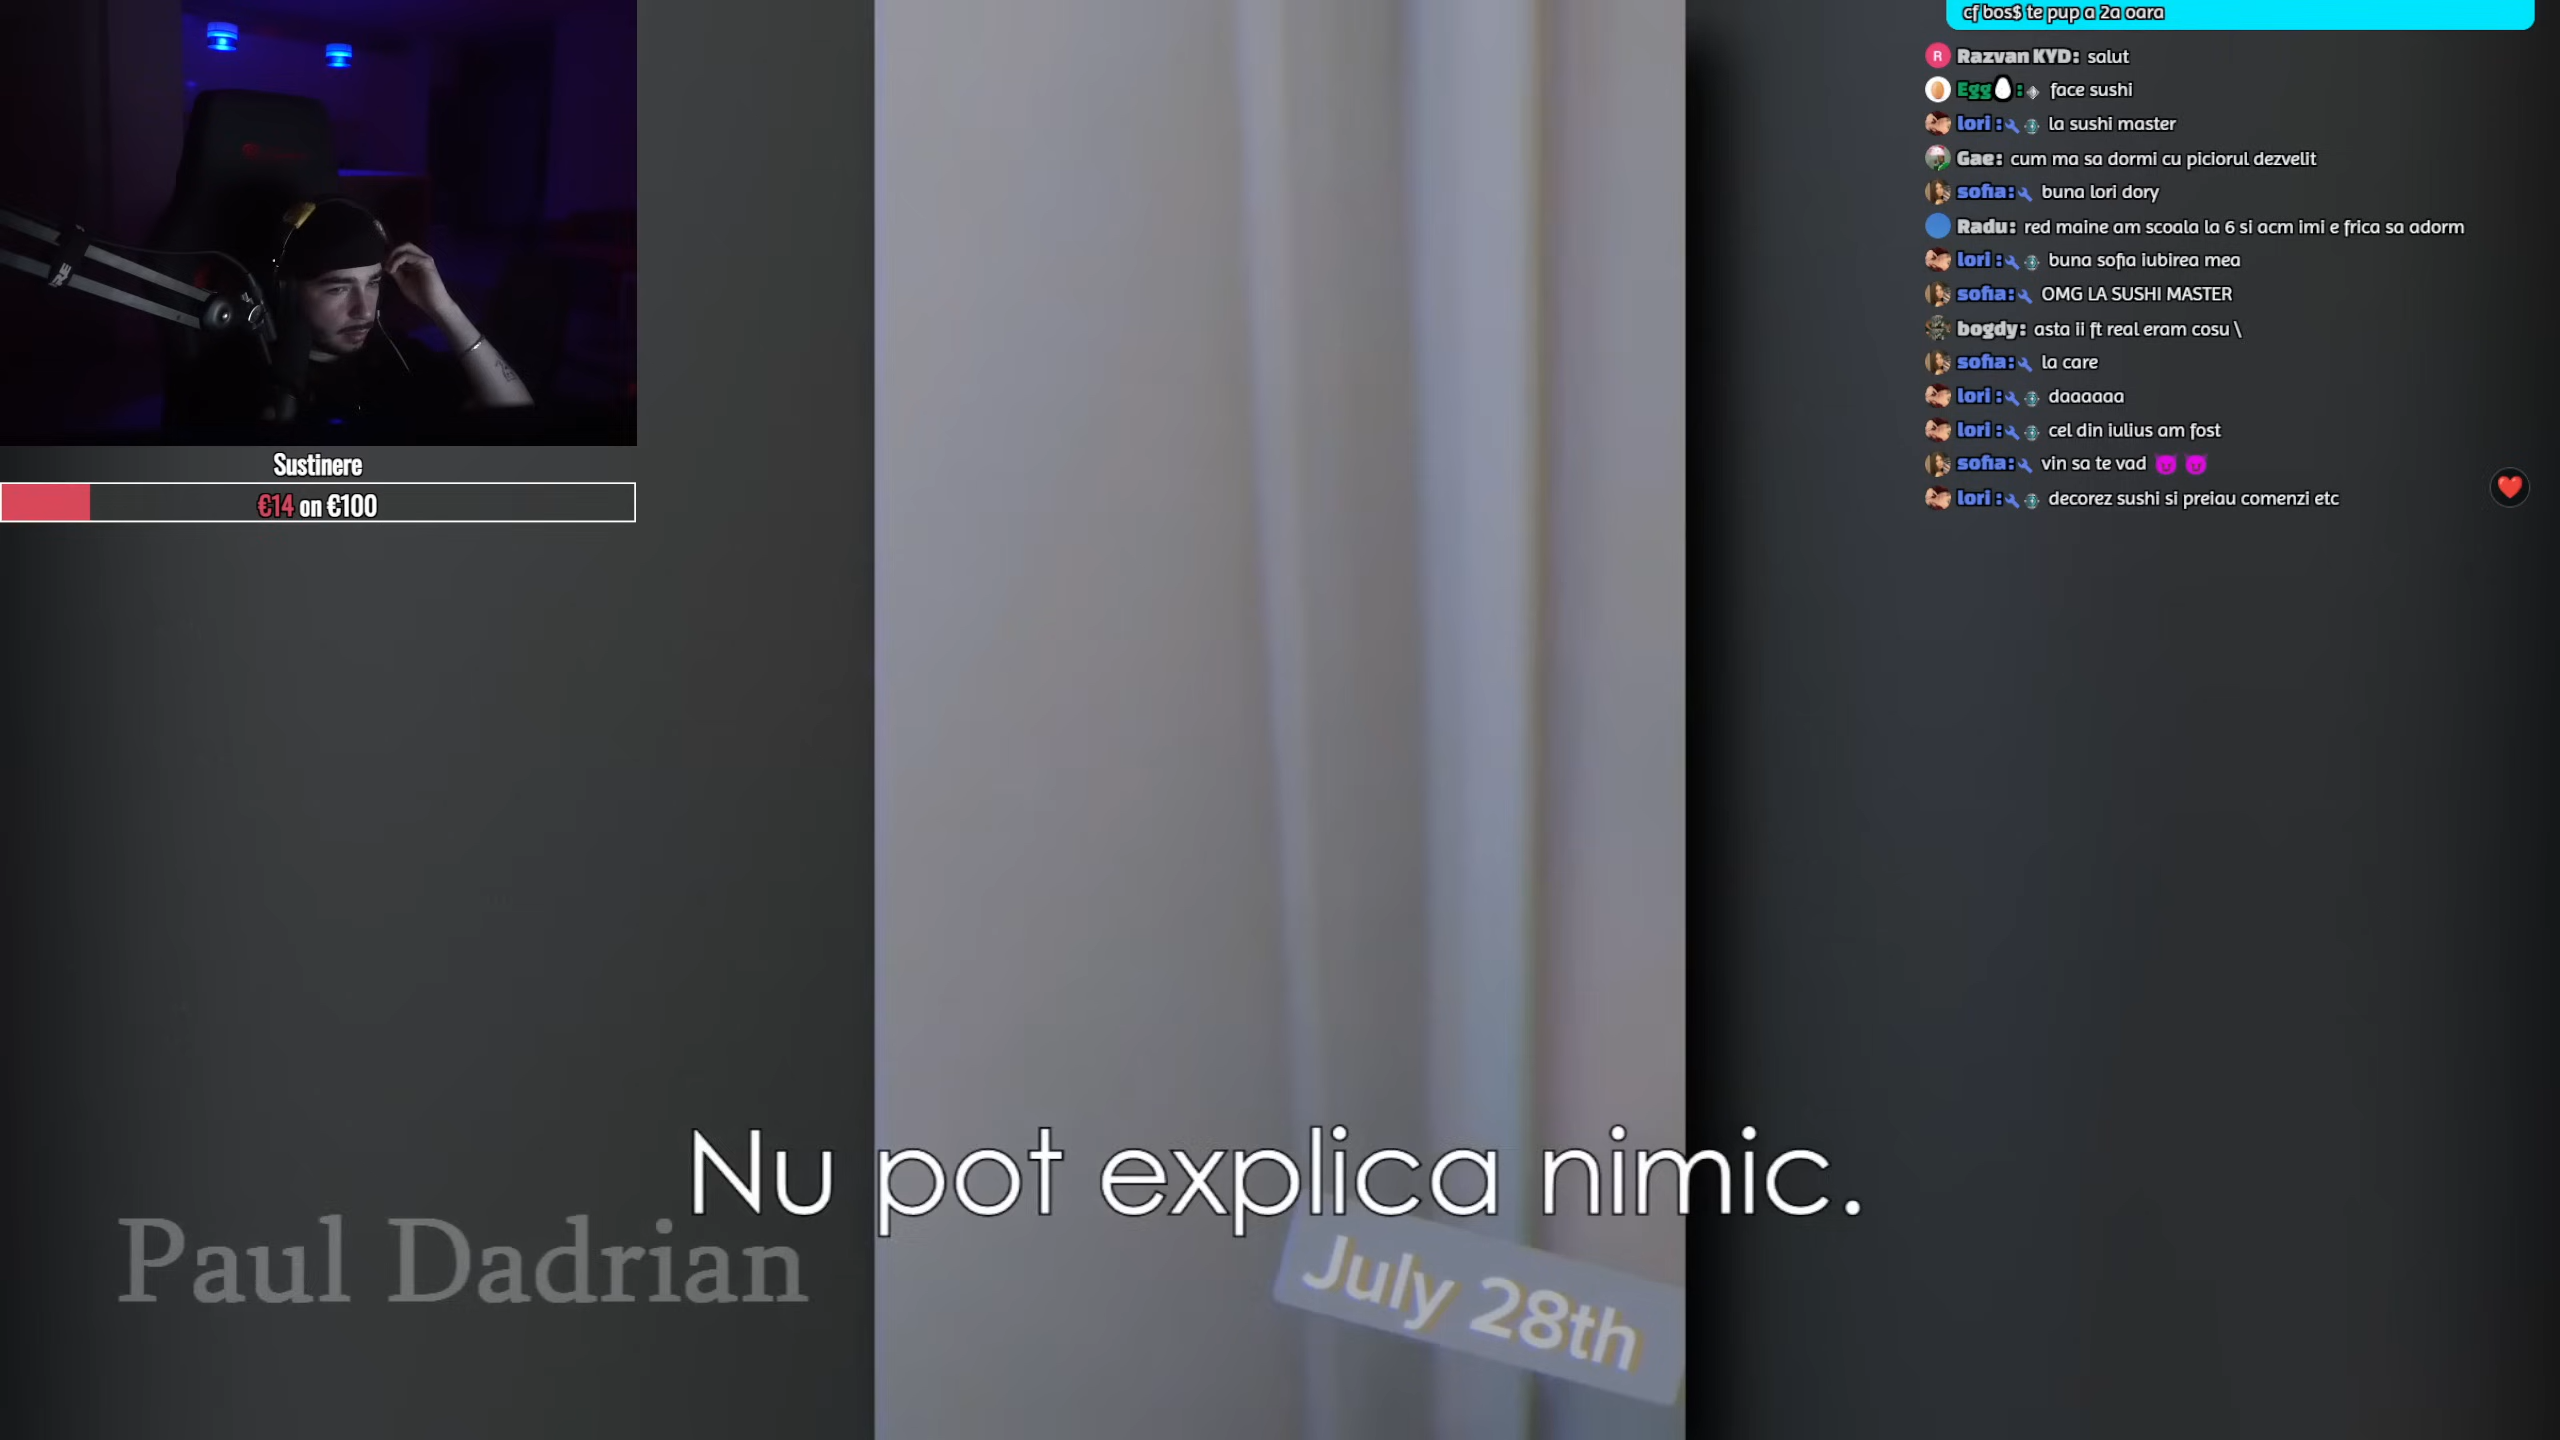 cf bos$ te pup a 2a oara
Razvan KYD: salut
Egg🥚: face sushi
lori : la sushi master
Gae: cum ma sa dormi cu piciorul dezvelit
sofia: buna lori dory
Radu: red maine am scoala la 6 si acm imi e frica sa adorm
lori : buna sofia iubirea mea
sofia: OMG LA SUSHI MASTER
bogdy: asta ii ft real eram cosu \
sofia: la care
lori : daaaaaa
lori : cel din iulius am fost
sofia: vin sa te vad 😈 😈
lori : decorez sushi si preiau comenzi etc
Sustinere
€14 on €100
Nu pot explica nimic.
Paul Dadrian
July 28th